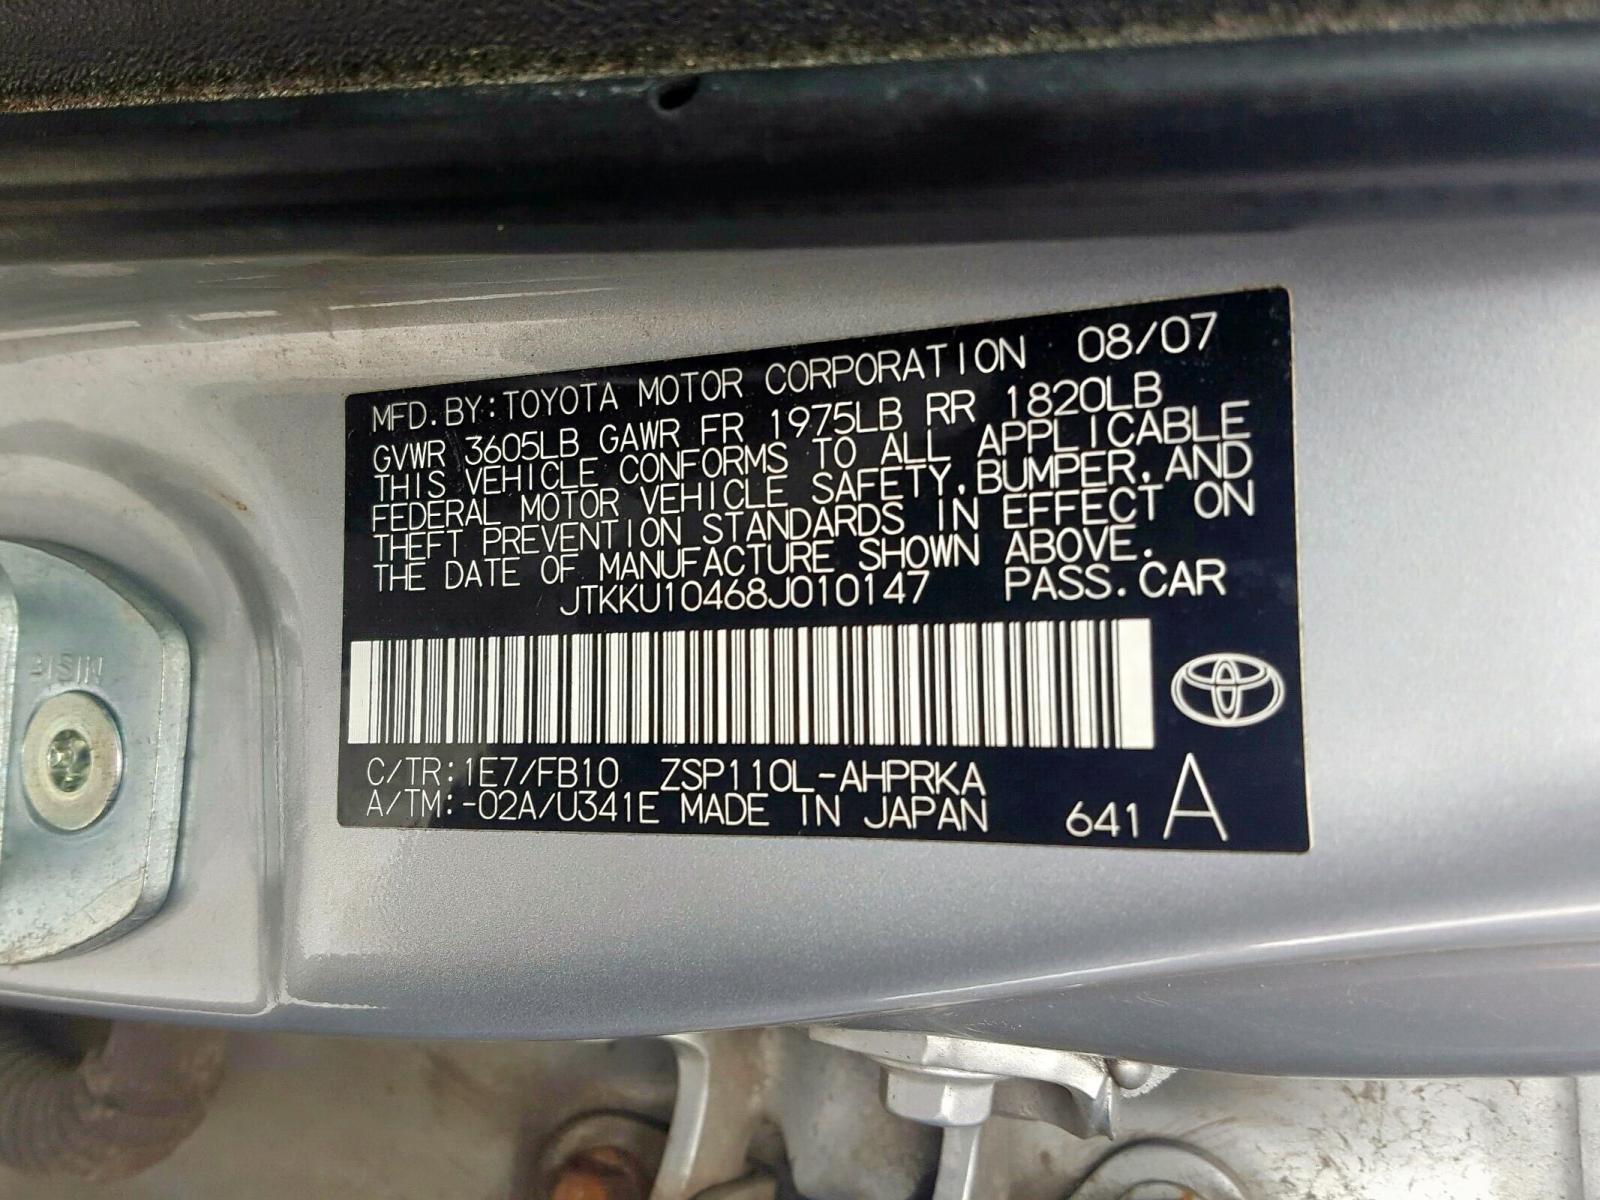 MFD. BY: TOYOTA MOTOR CORPORATION 08/07
GVWR 3605LB GAWR FR 1975LB RR 1820LB
THIS VEHICLE CONFORMS TO ALL APPLICABLE
FEDERAL MOTOR VEHICLE SAFETY, BUMPER, AND
THEFT PREVENTION STANDARDS IN EFFECT ON
THE DATE OF MANUFACTURE SHOWN ABOVE.
JTKKU10468J010147 PASS. CAR
C/TR: 1E7/FB10 ZSP110L-AHPRKA
A/TM: -02A/U341E MADE IN JAPAN 641 A
AISIN